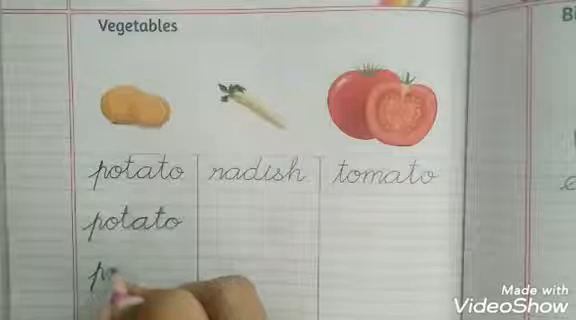 Vegetables
potato radish tomato
potato
Made with
VideoShow